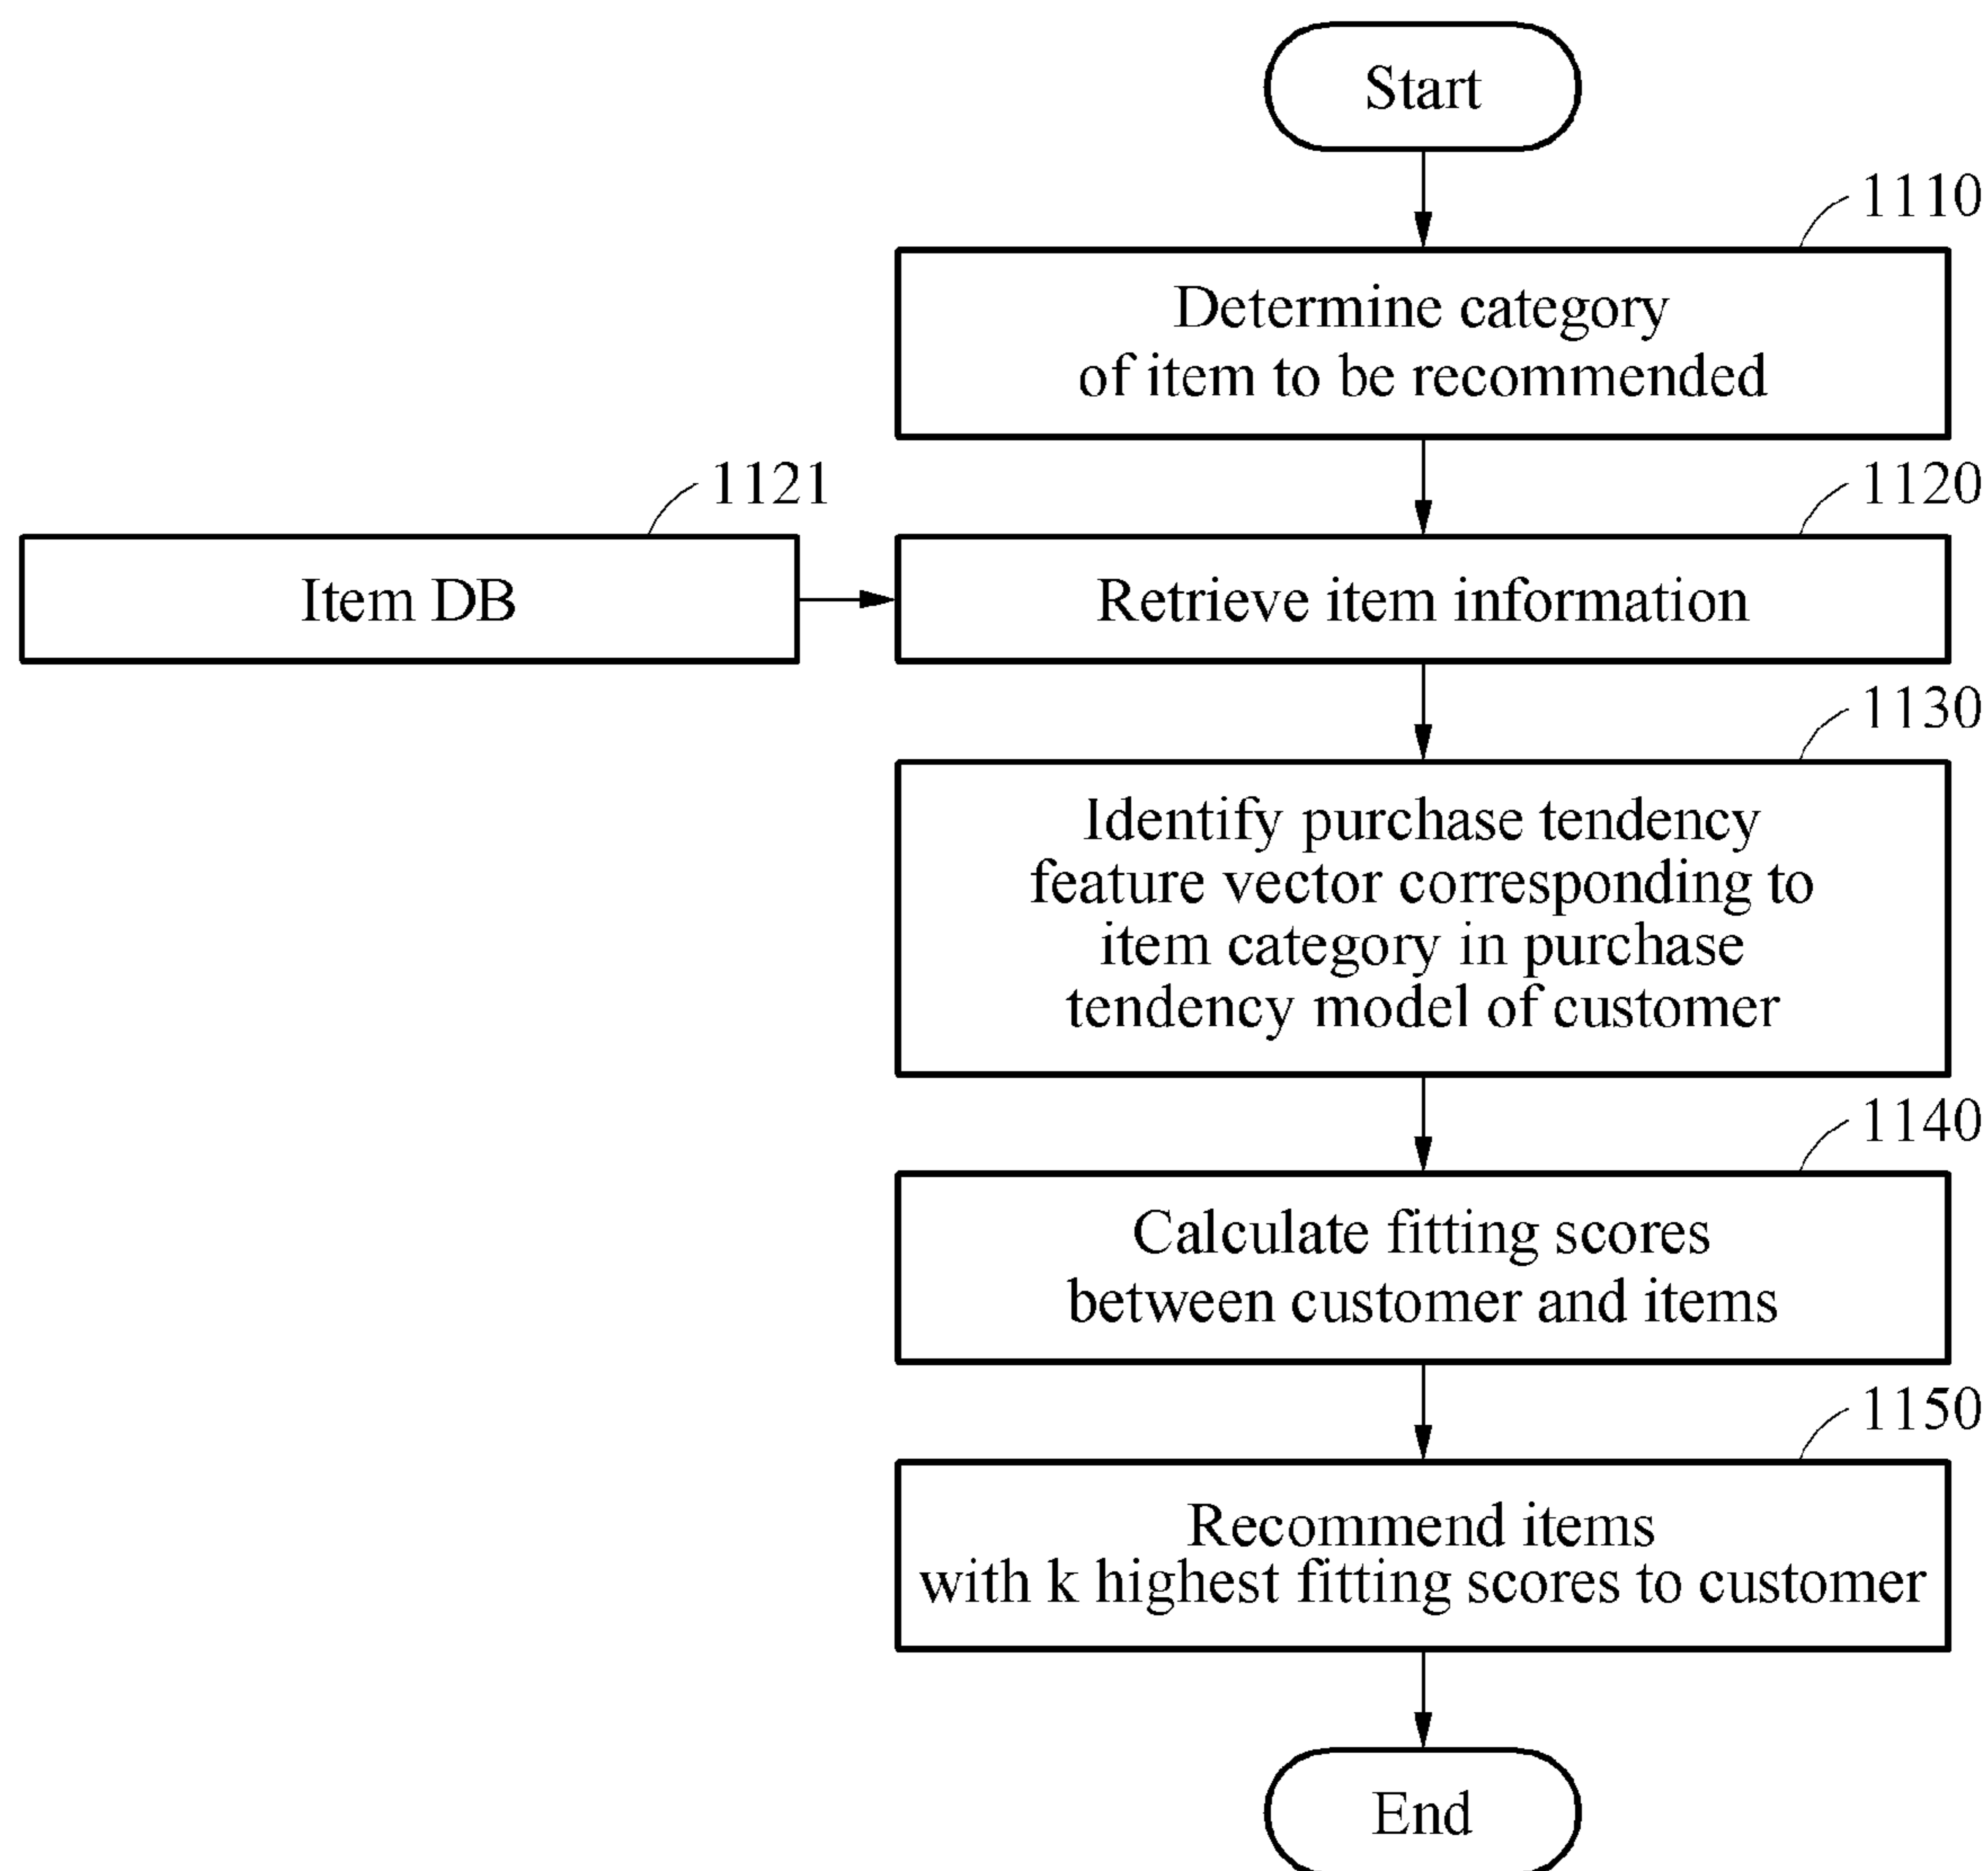 Start
1110
Determine category
of item to be recommended
1121
1120
Item DB
Retrieve item information
1130
Identify purchase tendency
feature vector corresponding to
item category in purchase
tendency model of customer
1140
Calculate fitting scores
between customer and items
1150
Recommend items
with k highest fitting scores to customer
End